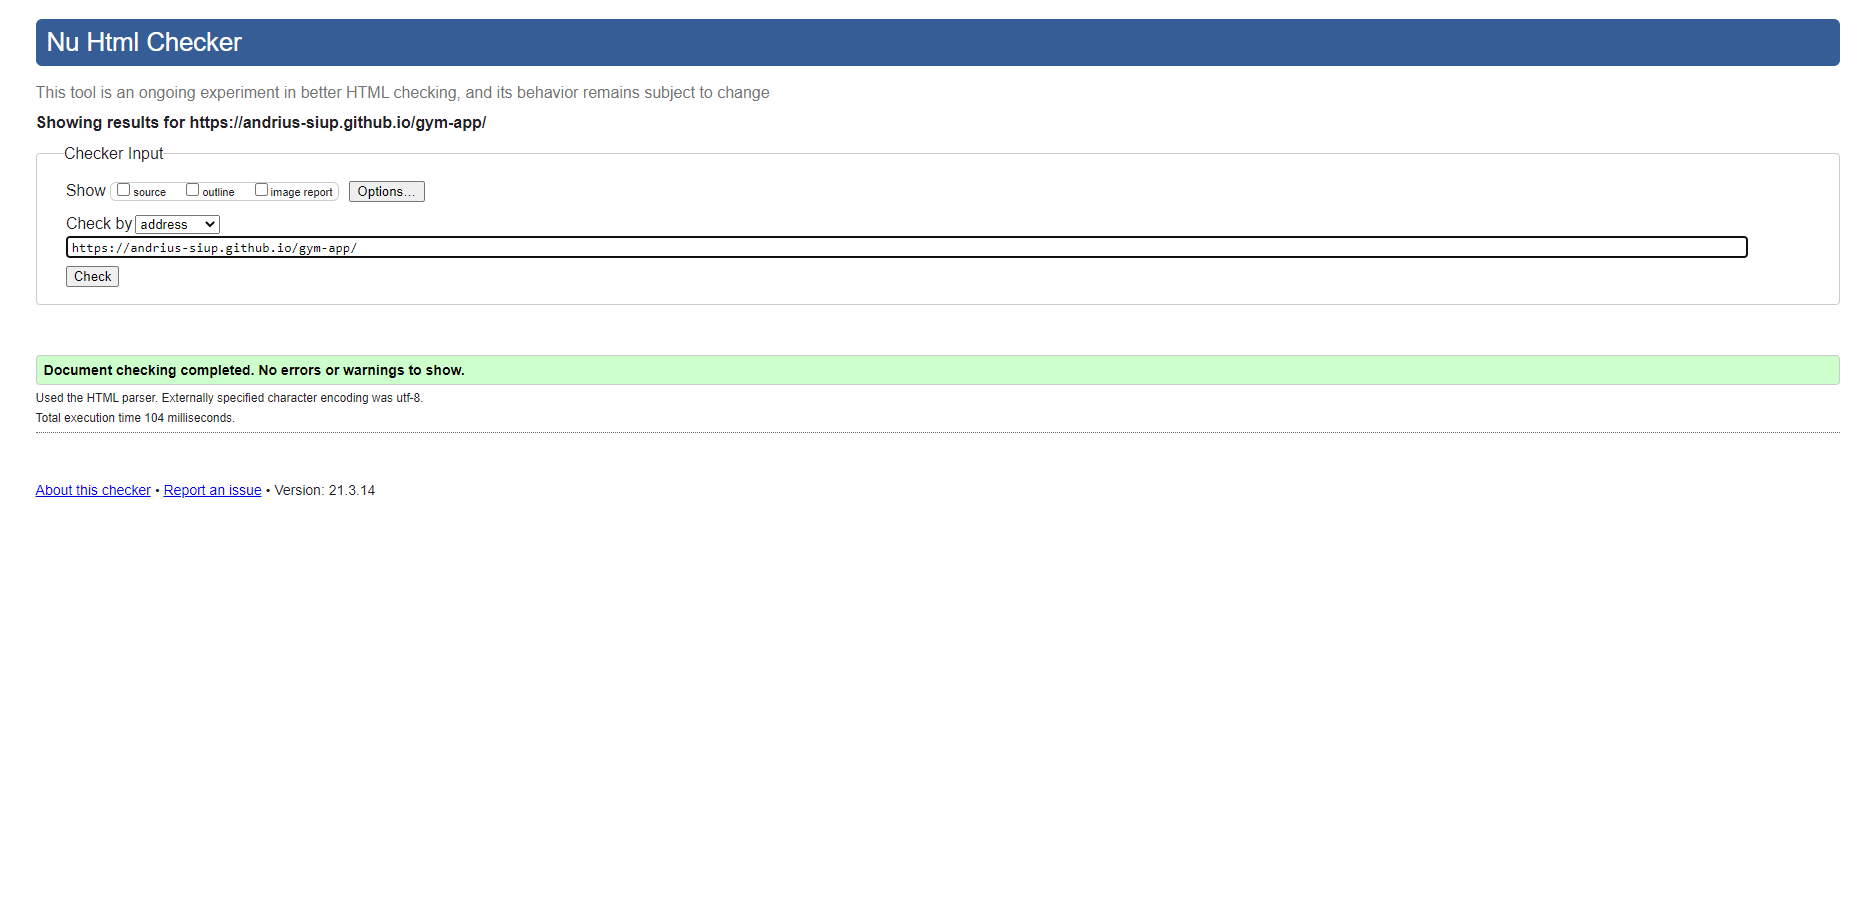 Nu Html Checker
This tool is an ongoing experiment in better HTML checking, and its behavior remains subject to change
Showing results for https://andrius-siup.github.io/gym-app/
Checker Input
Show source outline image report Options...
Check by address
https://andrius-siup.github.io/gym-app/
Check
Document checking completed. No errors or warnings to show.
Used the HTML parser. Externally specified character encoding was utf-8.
Total execution time 104 milliseconds.
About this checker • Report an issue • Version: 21.3.14